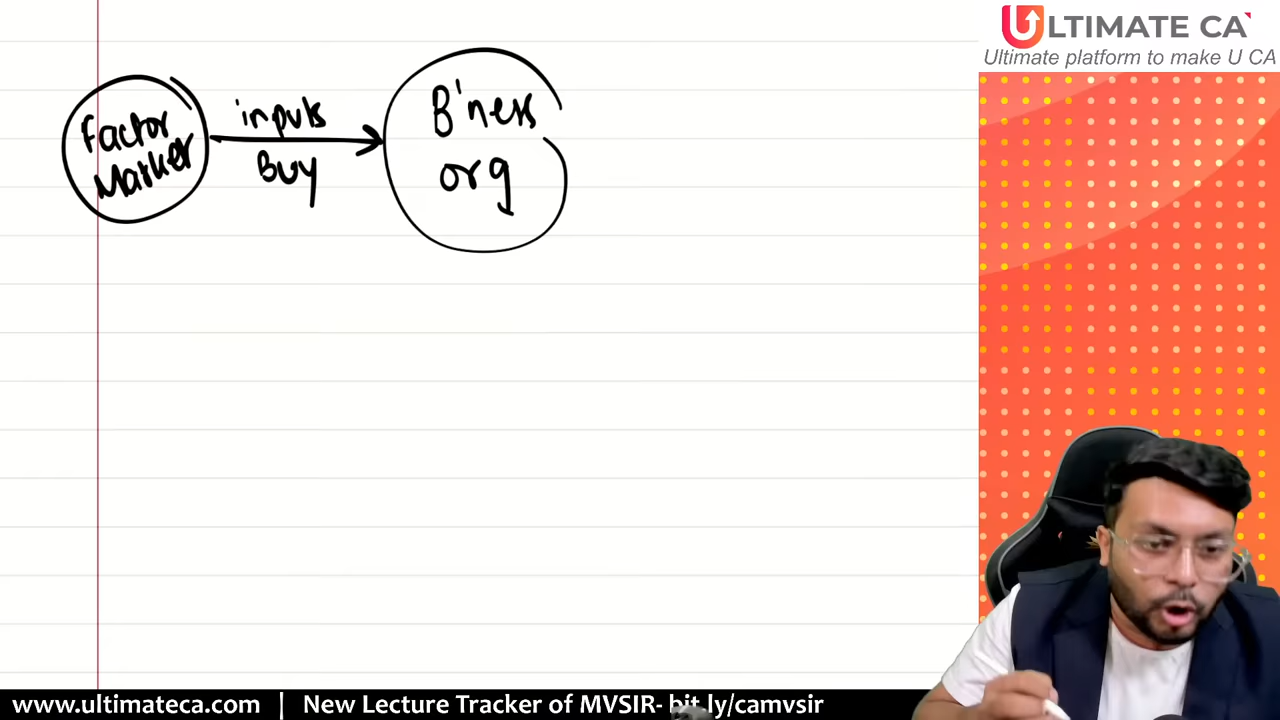 Factor
Market
inputs
Buy
B'ness
org
ULTIMATE CA
Ultimate platform to make U CA
www.ultimateca.com | New Lecture Tracker of MVSIR- bit.ly/camvsir